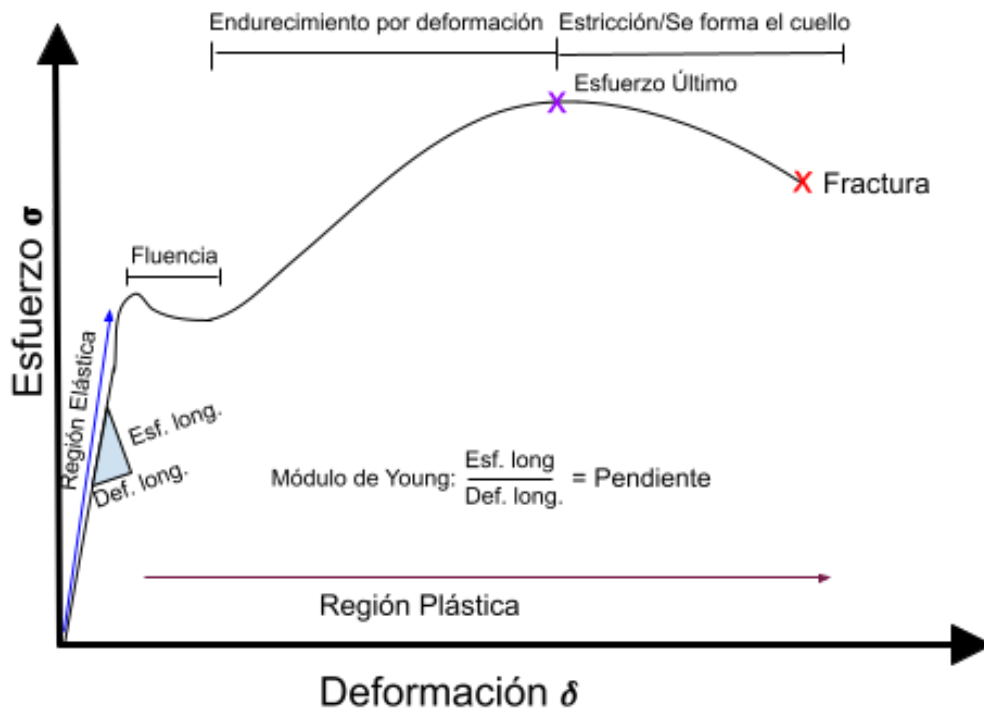 Endurecimiento por deformación
Estricción/Se forma el cuello
Esfuerzo Último
X
X Fractura
Fluencia
Esfuerzo σ
Región Elástica
Esf. long.
Def. long.
Módulo de Young: Esf. long / Def. long. = Pendiente
Región Plástica
Deformación δ